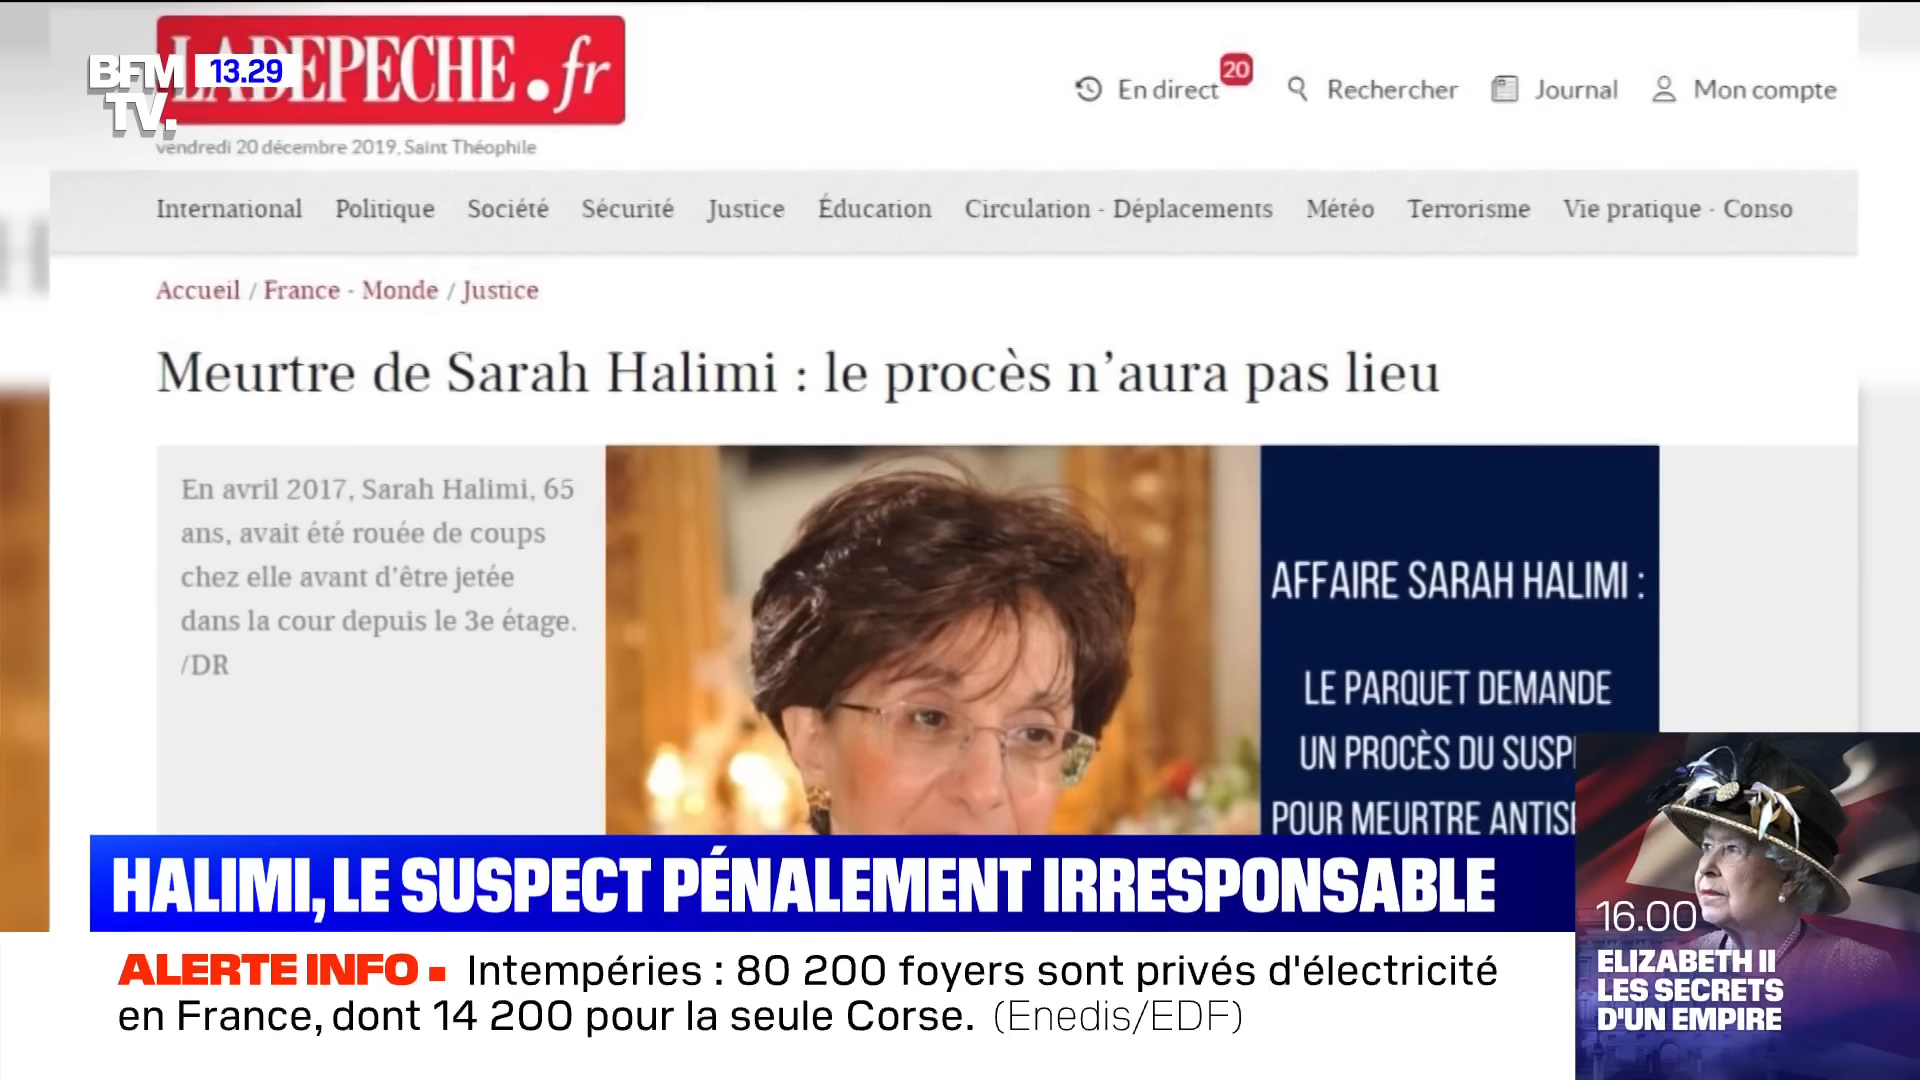 BFM
TV.
13.29
LADEPECHE.fr
vendredi 20 décembre 2019, Saint Théophile
En direct
20
Rechercher
Journal
Mon compte
International Politique Société Sécurité Justice Éducation Circulation - Déplacements Météo Terrorisme Vie pratique - Conso
Accueil / France - Monde / Justice
Meurtre de Sarah Halimi : le procès n'aura pas lieu
En avril 2017, Sarah Halimi, 65
ans, avait été rouée de coups
chez elle avant d'être jetée
dans la cour depuis le 3e étage.
/DR
AFFAIRE SARAH HALIMI :
LE PARQUET DEMANDE
UN PROCÈS DU
POUR MEURTRE
HALIMI, LE SUSPECT PÉNALEMENT IRRESPONSABLE
ALERTE INFO Intempéries : 80 200 foyers sont privés d'électricité
en France, dont 14 200 pour la seule Corse. (Enedis/EDF)
16.00
ELIZABETH II
LES SECRETS
D'UN EMPIRE